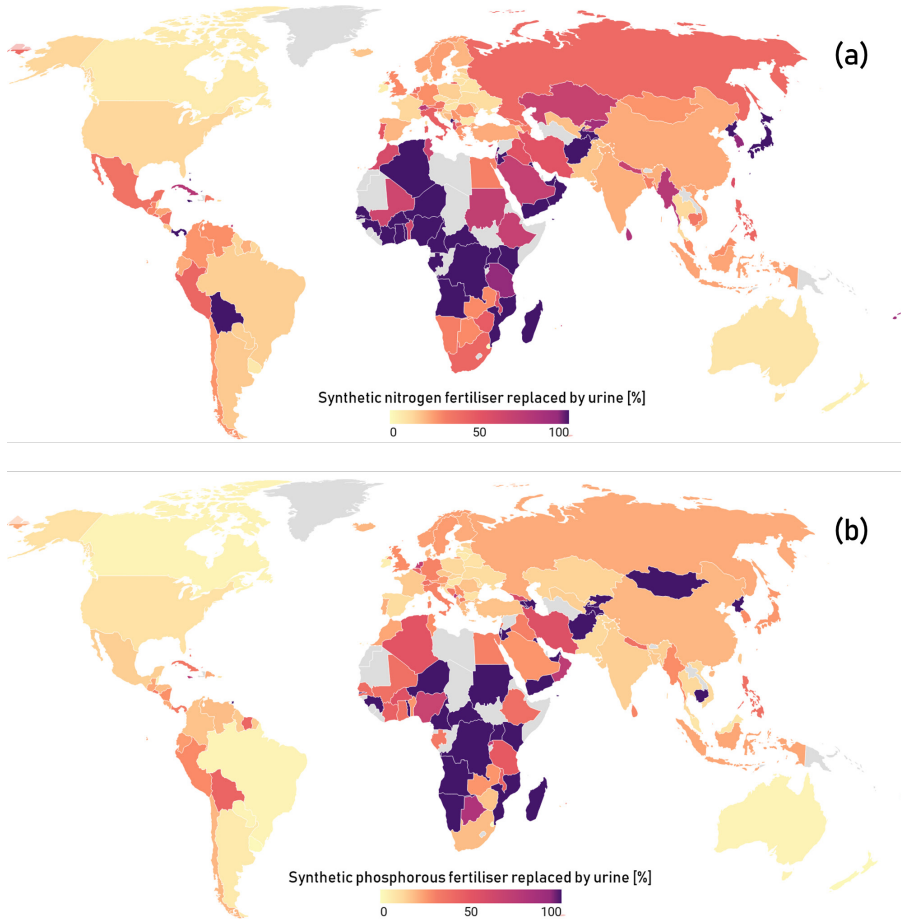 (a)
Synthetic nitrogen fertiliser replaced by urine [%]
0 50 100
(b)
Synthetic phosphorous fertiliser replaced by urine [%]
0 50 100